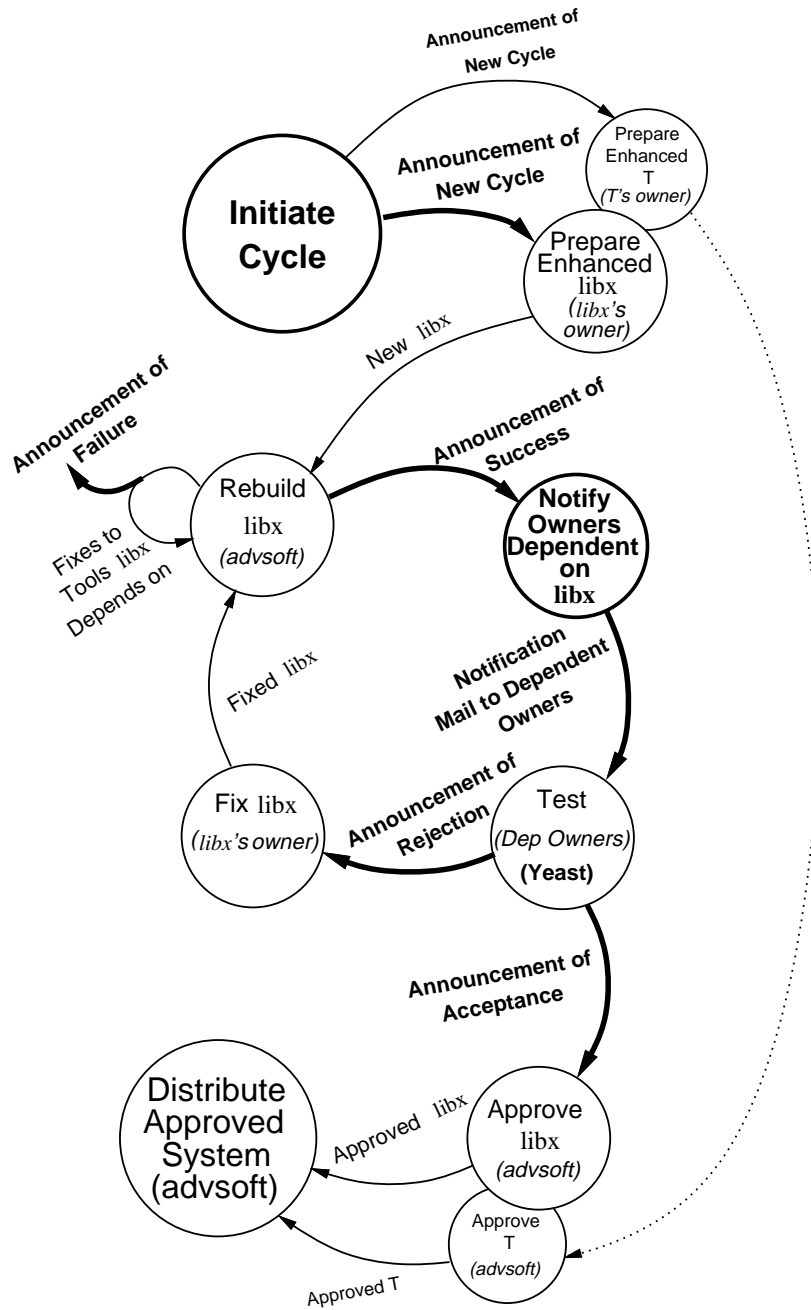 Announcement of
New Cycle
Prepare
Enhanced
T
(T's owner)
Announcement of
New Cycle
Initiate
Cycle
Prepare
Enhanced
libx
(libx's
owner)
New libx
Announcement of
Failure
Announcement of
Success
Rebuild
libx
(advsoft)
Notify
Owners
Dependent
on
libx
Fixes to
Tools libx
Depends on
Notification
Mail to Dependent
Owners
Fixed libx
Announcement of
Rejection
Fix libx
(libx's owner)
Test
(Dep Owners)
(Yeast)
Announcement of
Acceptance
Distribute
Approved
System
(advsoft)
Approved libx
Approve
libx
(advsoft)
Approve
T
(advsoft)
Approved T